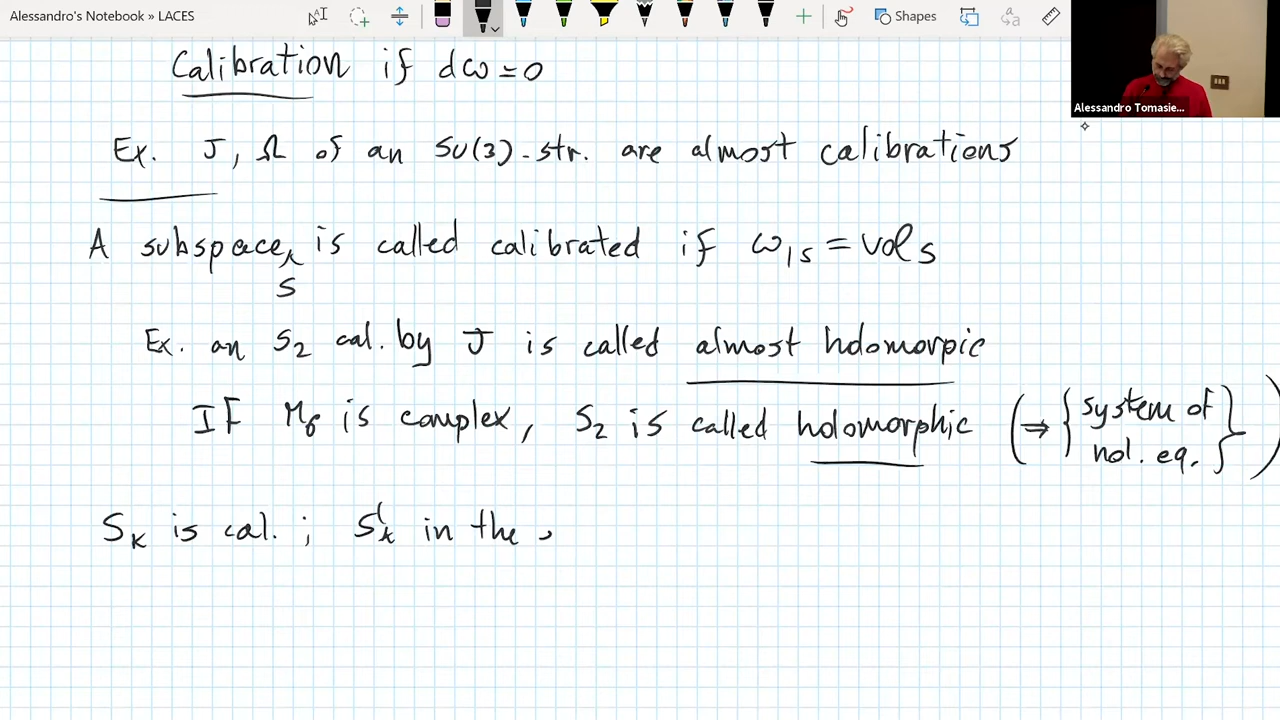 Alessandro's Notebook » LACES
Shapes
Alessandro Tomasie...
Calibration if dω=0
Ex. J, Ω of an SU(3)-str. are almost calibrations
A subspace is called calibrated if ω|s = vol s
S
Ex. an S2 cal. by J is called almost holomorpic
If M6 is complex, S2 is called holomorphic (⇒ {system of
hol. eq.})
Sk is cal. ; S'k in the